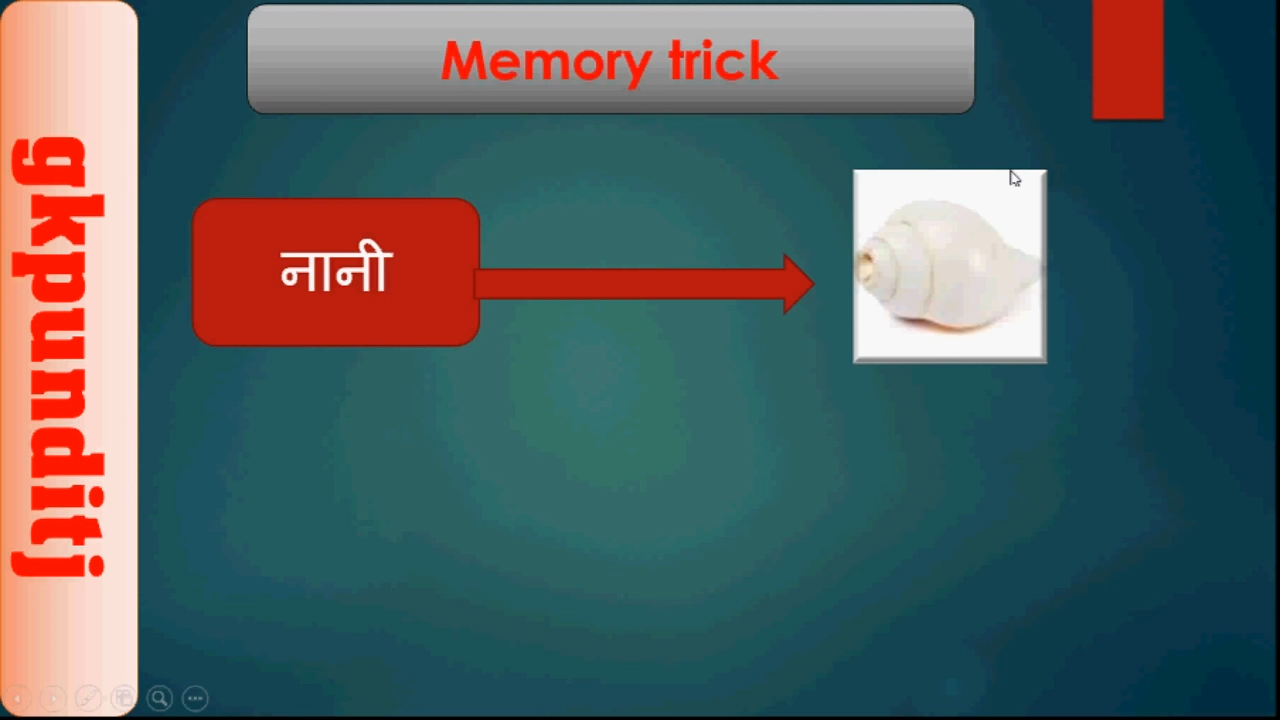 Memory trick
नानी
gkpunditj